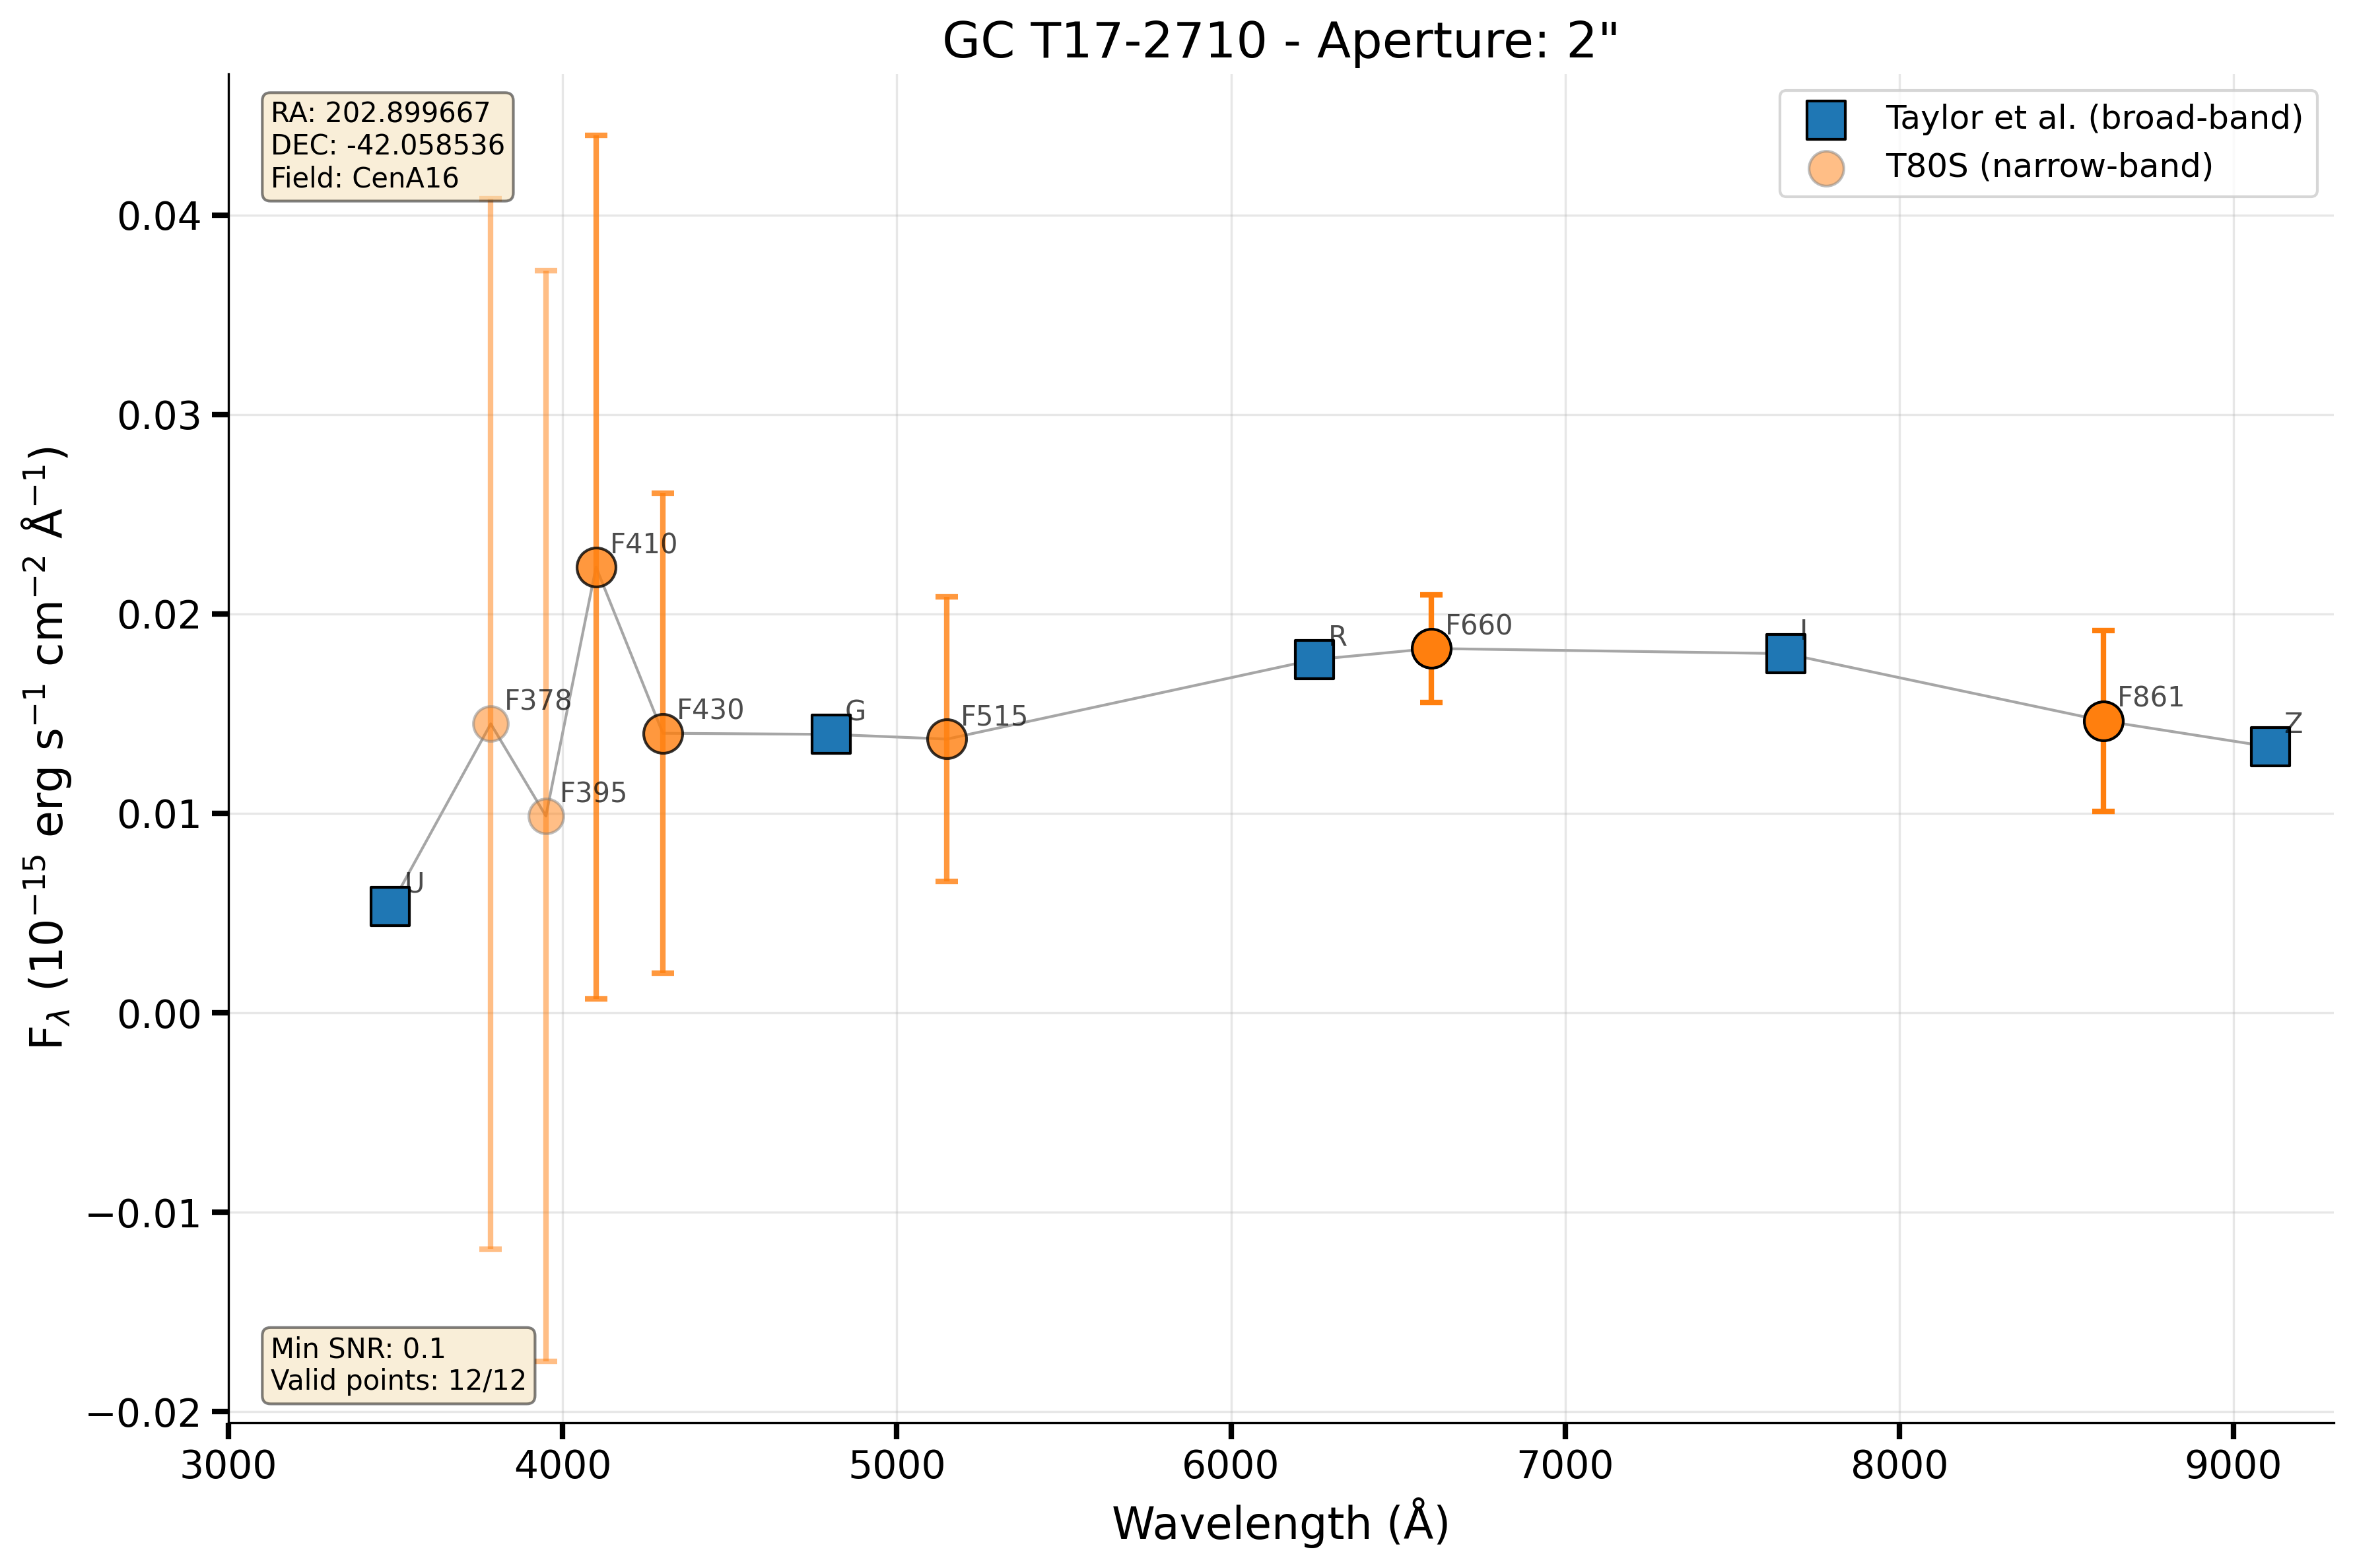 GC T17-2710 - Aperture: 2"
RA: 202.899667
DEC: -42.058536
Field: CenA16
Taylor et al. (broad-band)
T80S (narrow-band)
F_λ (10⁻¹⁵ erg s⁻¹ cm⁻² Å⁻¹)
0.04
0.03
0.02
0.01
0.00
−0.01
−0.02
U
F378
F395
F410
F430
G
F515
R
F660
I
F861
Z
Min SNR: 0.1
Valid points: 12/12
3000 4000 5000 6000 7000 8000 9000
Wavelength (Å)